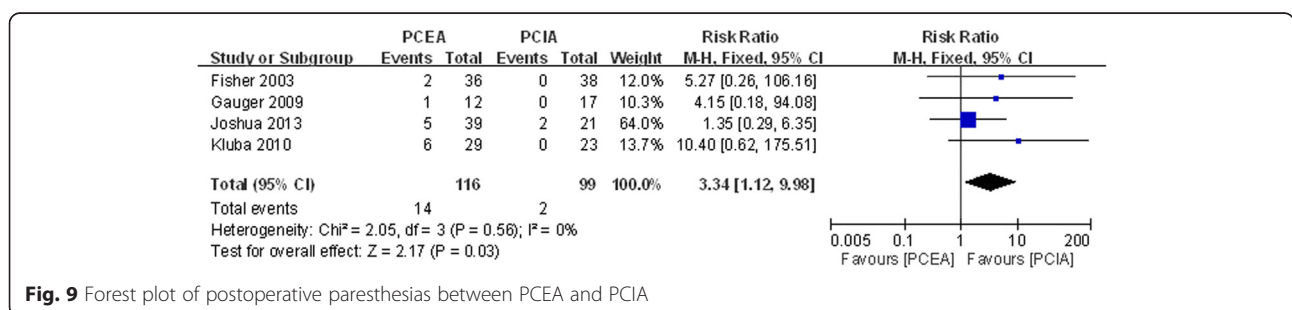 PCEA PCIA Risk Ratio Risk Ratio
Study or Subgroup Events Total Events Total Weight M-H, Fixed, 95% CI M-H, Fixed, 95% CI
Fisher 2003 2 36 0 38 12.0% 5.27 [0.26, 106.16]
Gauger 2009 1 12 0 17 10.3% 4.15 [0.18, 94.08]
Joshua 2013 5 39 2 21 64.0% 1.35 [0.29, 6.35]
Kluba 2010 6 29 0 23 13.7% 10.40 [0.62, 175.51]
Total (95% CI) 116 99 100.0% 3.34 [1.12, 9.98]
Total events 14 2
Heterogeneity: Chi² = 2.05, df = 3 (P = 0.56); I² = 0%
Test for overall effect: Z = 2.17 (P = 0.03)
0.005 0.1 1 10 200
Favours [PCEA] Favours [PCIA]
Fig. 9 Forest plot of postoperative paresthesias between PCEA and PCIA